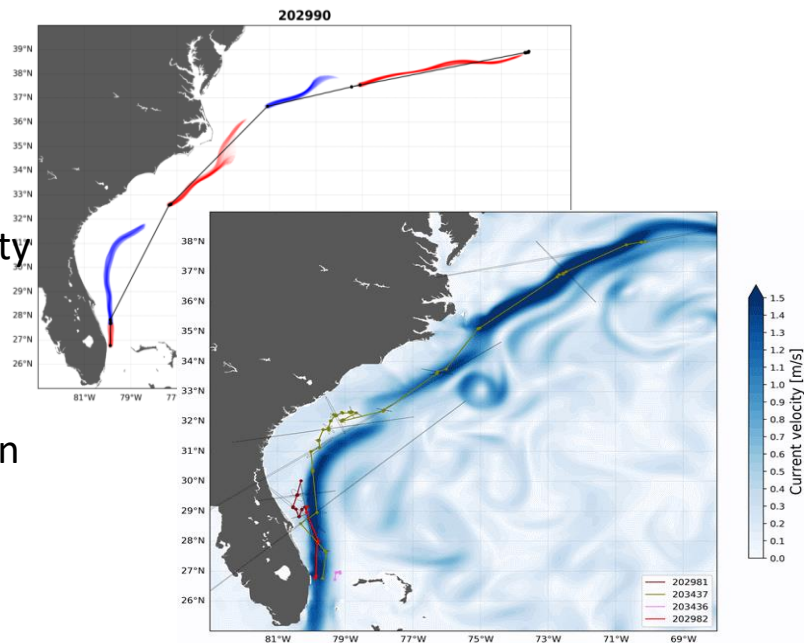 202990
39°N
38°N
37°N
36°N
35°N
34°N
33°N
32°N
ty
30°N
29°N
28°N
27°N
26°N
81°W 79°W 77
n
38°N
37°N
36°N
35°N
34°N
33°N
32°N
31°N
30°N
29°N
28°N
27°N
26°N
81°W 79°W 77°W 75°W 73°W 71°W 69°W
202981
203437
203436
202982
1.5
1.4
1.3
1.2
1.1
1.0
0.9
0.8
0.7
0.6
0.5
0.4
0.3
0.2
0.1
0.0
Current velocity [m/s]